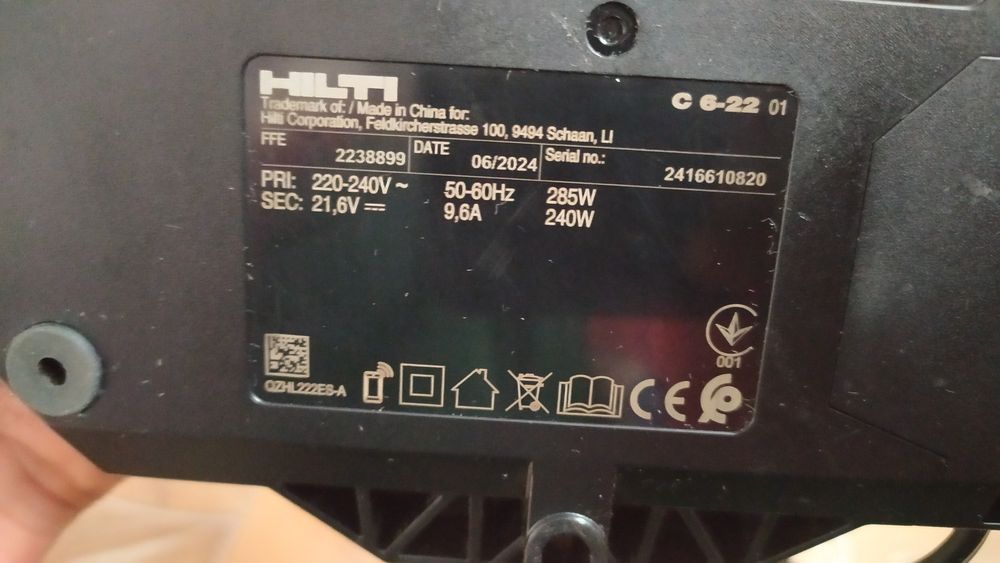 HILTI
C 6-22 01
Trademark of: / Made in China for:
Hilti Corporation, Feldkircherstrasse 100, 9494 Schaan, LI
FFE 2238899 DATE 06/2024 Serial no.: 2416610820
PRI: 220-240V ~ 50-60Hz 285W
SEC: 21,6V ⎓ 9,6A 240W
001
QZHL222ES-A
CE